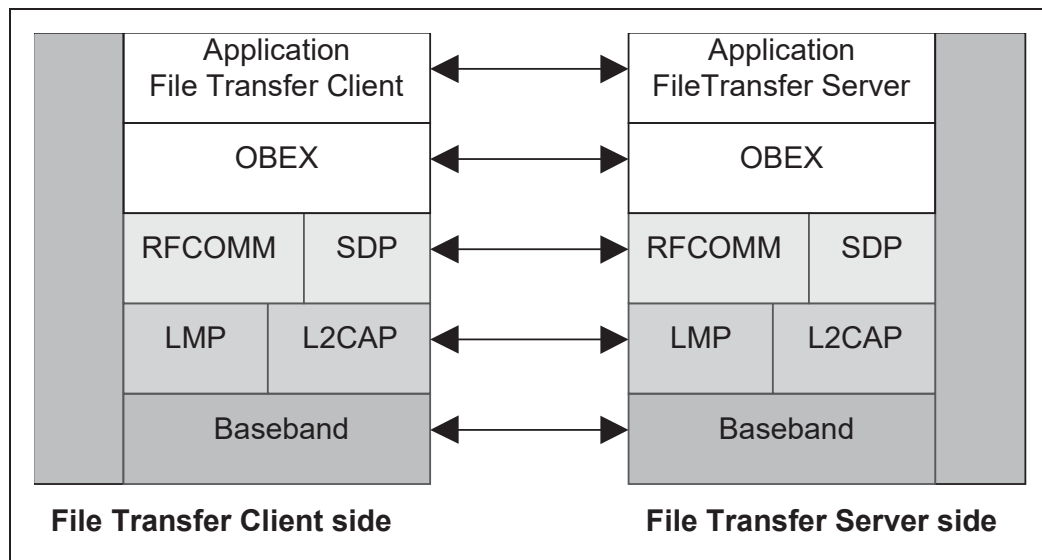 Application
File Transfer Client
OBEX
RFCOMM SDP
LMP L2CAP
Baseband
File Transfer Client side
Application
FileTransfer Server
OBEX
RFCOMM SDP
LMP L2CAP
Baseband
File Transfer Server side